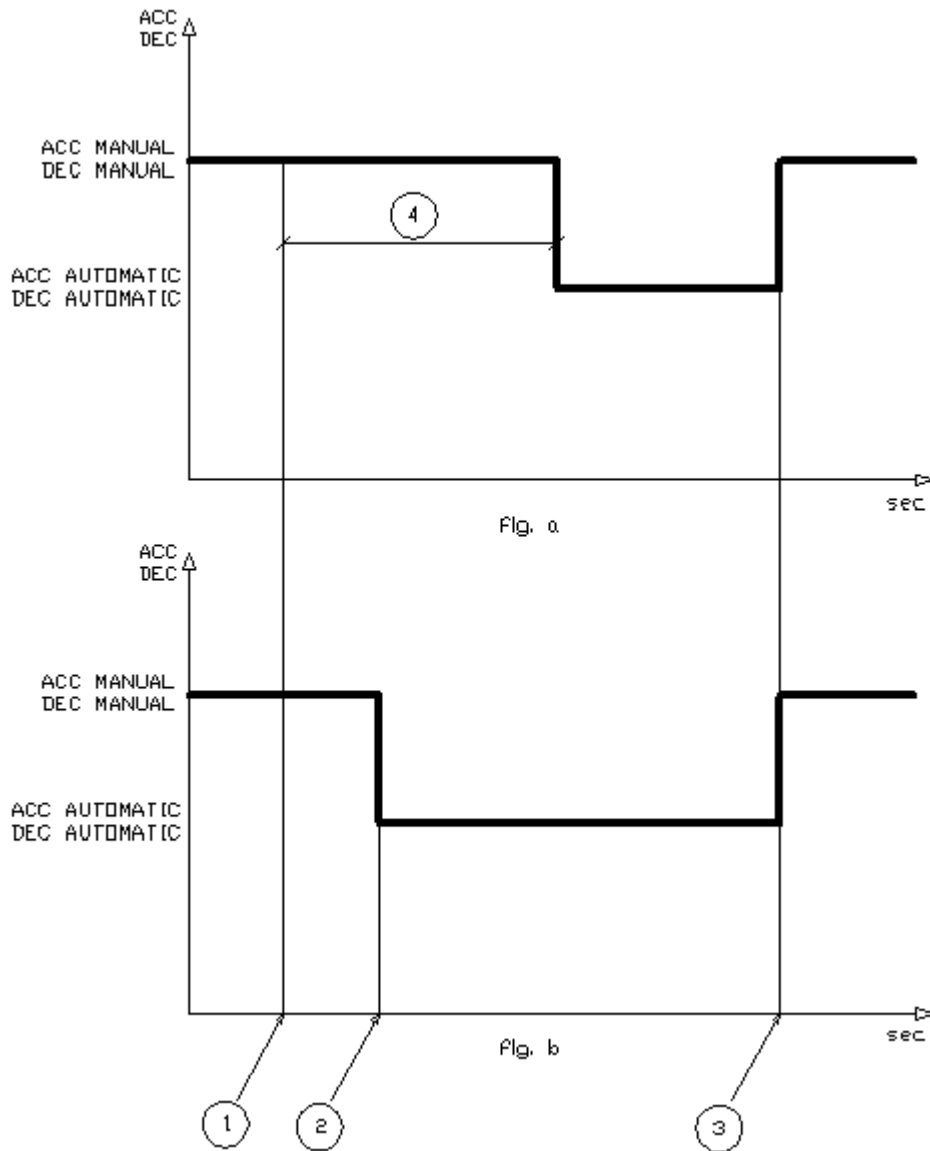 ACC
DEC
ACC MANUAL
DEC MANUAL
4
ACC AUTOMATIC
DEC AUTOMATIC
sec
fig. a
ACC
DEC
ACC MANUAL
DEC MANUAL
ACC AUTOMATIC
DEC AUTOMATIC
sec
fig. b
1
2
3